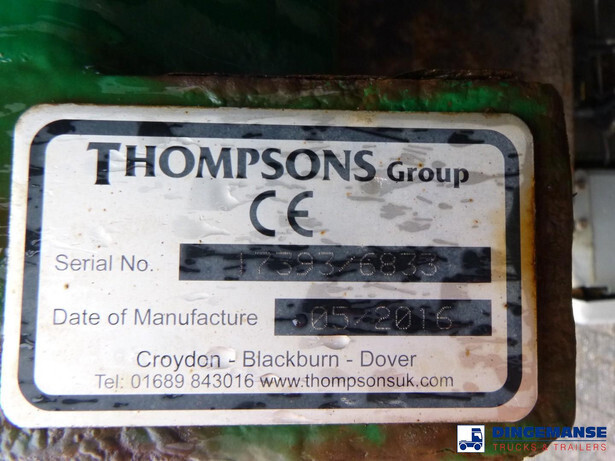 THOMPSONS Group
CE
Serial No. 17393/6833
Date of Manufacture 05/2016
Croydon - Blackburn - Dover
Tel: 01689 843016 www.thompsonsuk.com
DINGEMANSE
TRUCKS & TRAILERS